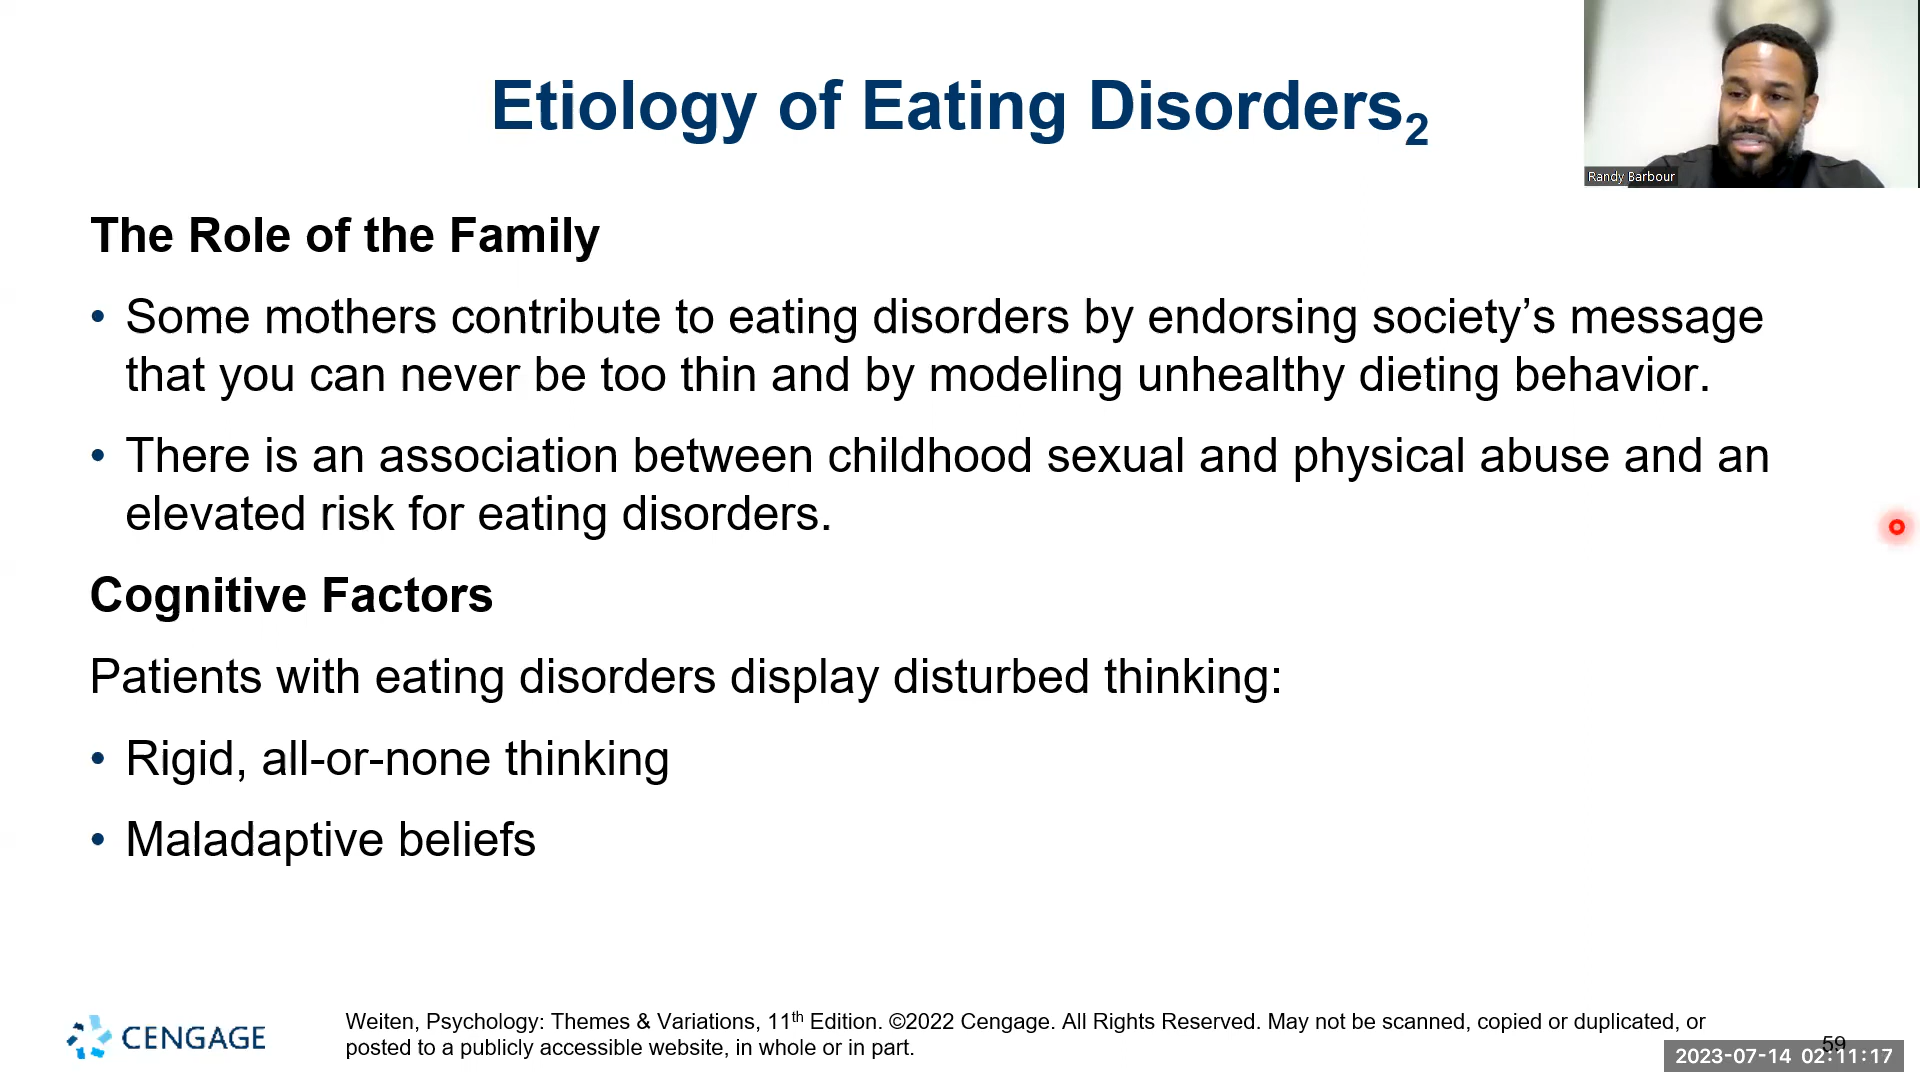 Etiology of Eating Disorders₂
Randy Barbour
The Role of the Family
• Some mothers contribute to eating disorders by endorsing society’s message
that you can never be too thin and by modeling unhealthy dieting behavior.
• There is an association between childhood sexual and physical abuse and an
elevated risk for eating disorders.
Cognitive Factors
Patients with eating disorders display disturbed thinking:
• Rigid, all-or-none thinking
• Maladaptive beliefs
CENGAGE
Weiten, Psychology: Themes & Variations, 11th Edition. ©2022 Cengage. All Rights Reserved. May not be scanned, copied or duplicated, or
posted to a publicly accessible website, in whole or in part.
59
2023-07-14 02:11:17